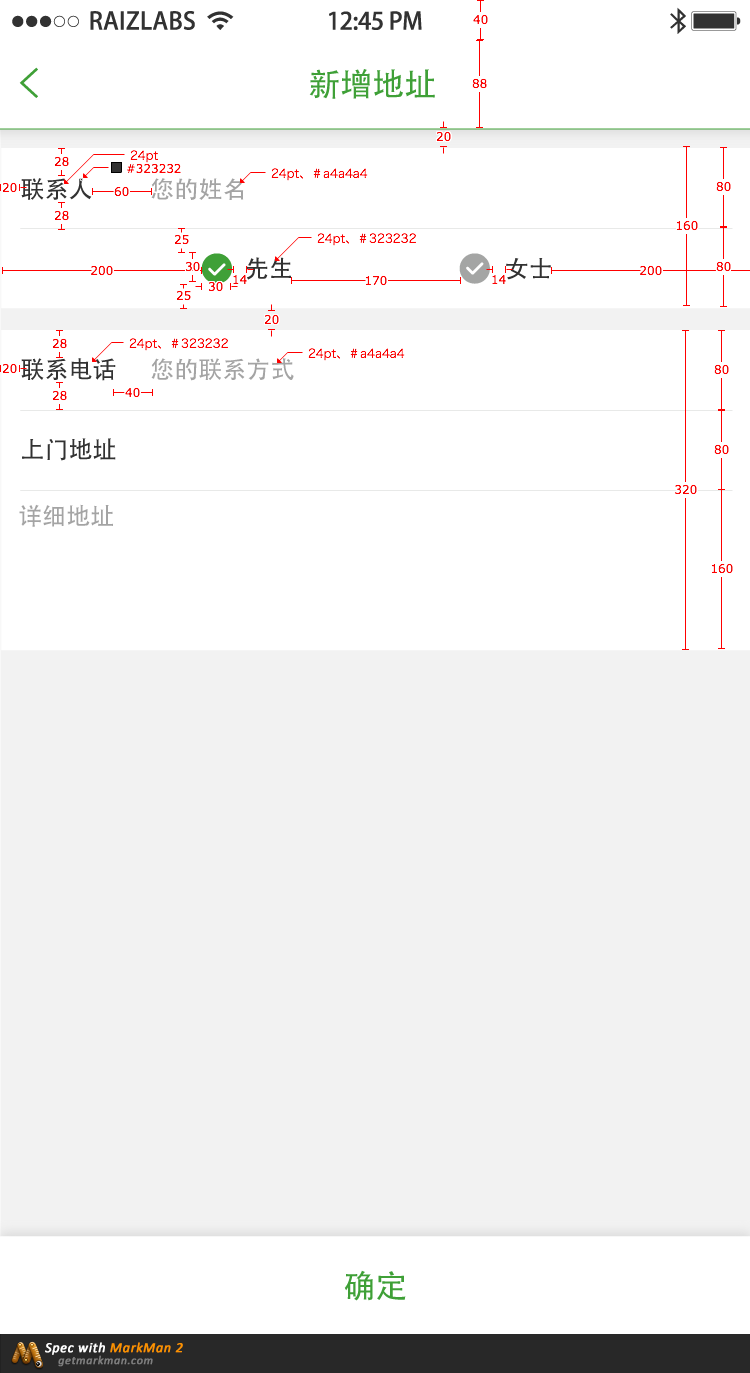 RAIZLABS 12:45 PM
40
新增地址
88
20
28 24pt
#323232
20 联系人 60 您的姓名 24pt、#a4a4a4 80
28
160
25 24pt、#323232
200 30 先生 女士 200 80
14 170 14
25 30
20
28 24pt、#323232
24pt、#a4a4a4
20 联系电话 您的联系方式 80
28 40
上门地址 80
320
详细地址
160
确定
Spec with MarkMan 2
getmarkman.com